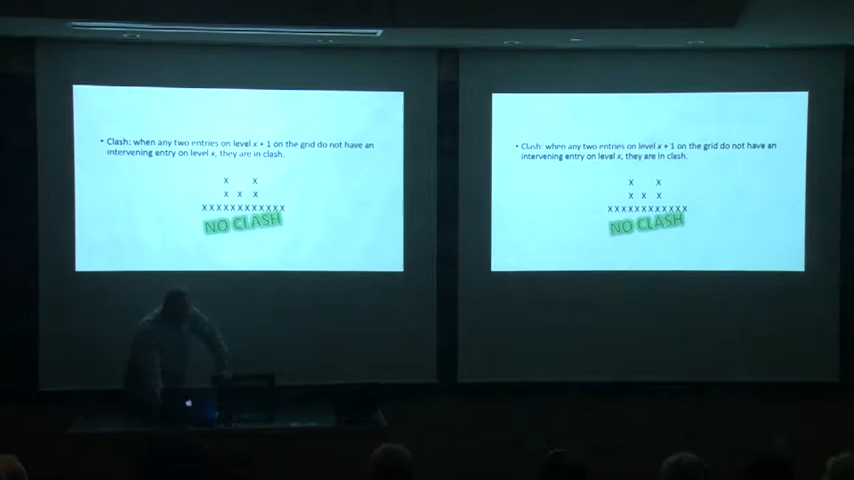 • Clash: when any two entries on level x + 1 on the grid do not have an
intervening entry on level x, they are in clash.
X X
X X X
XXXXXXXXXXXX
NO CLASH
• Clash: when any two entries on level x + 1 on the grid do not have an
intervening entry on level x, they are in clash.
X X
X X X
XXXXXXXXXXXX
NO CLASH